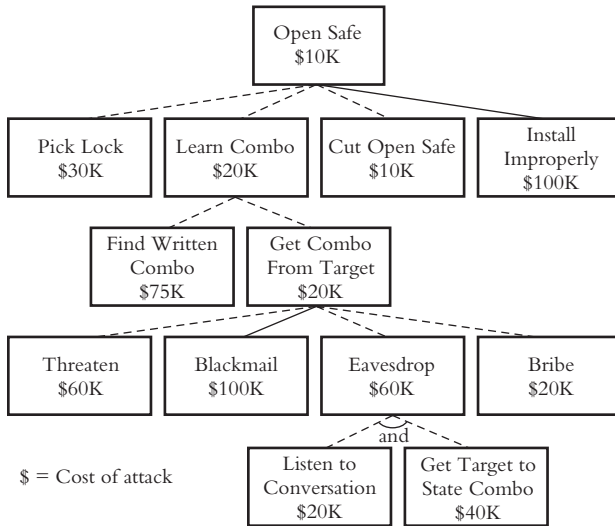 Open Safe
$10K
Pick Lock
$30K
Learn Combo
$20K
Cut Open Safe
$10K
Install
Improperly
$100K
Find Written
Combo
$75K
Get Combo
From Target
$20K
Threaten
$60K
Blackmail
$100K
Eavesdrop
$60K
Bribe
$20K
and
Listen to
Conversation
$20K
Get Target to
State Combo
$40K
$ = Cost of attack